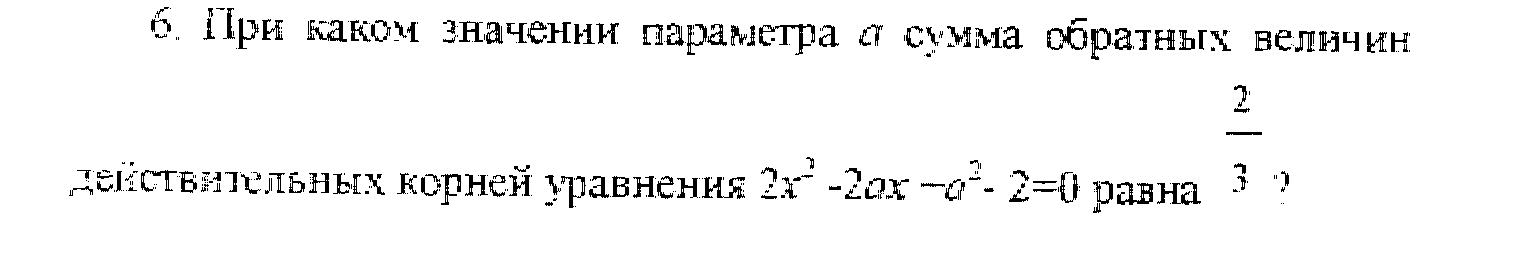 6. При каком значении параметра a сумма обратных величин
действительных корней уравнения 2x² -2ax –a²- 2=0 равна 2/3 ?